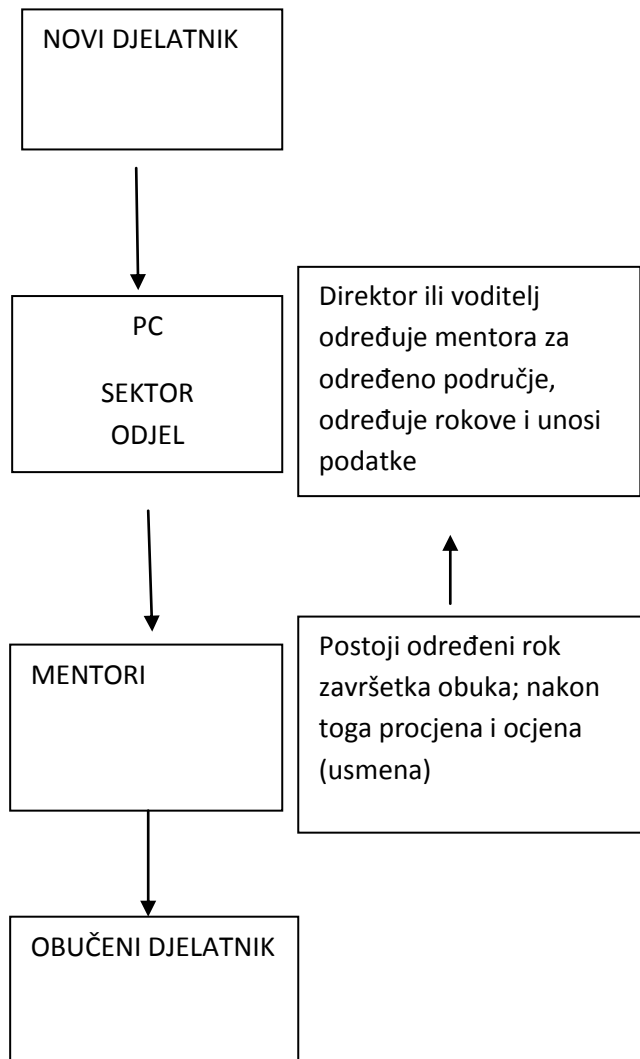 NOVI DJELATNIK
PC
SEKTOR
ODJEL
Direktor ili voditelj
određuje mentora za
određeno područje,
određuje rokove i unosi
podatke
MENTORI
Postoji određeni rok
završetka obuka; nakon
toga procjena i ocjena
(usmena)
OBUČENI DJELATNIK